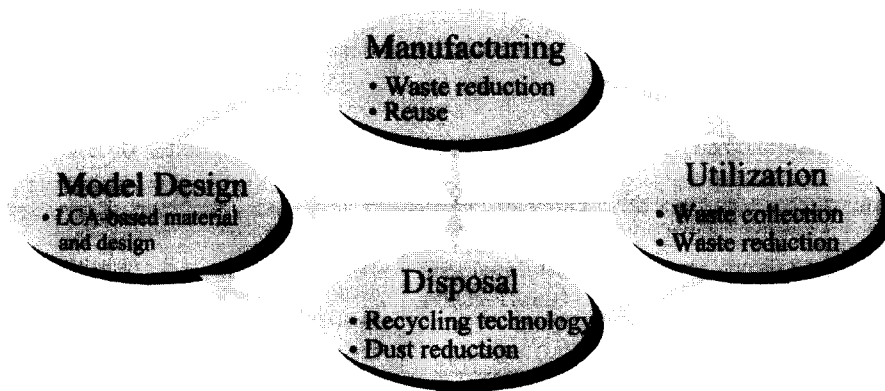 Manufacturing
• Waste reduction
• Reuse
Model Design
• LCA-based material
and design
Utilization
• Waste collection
• Waste reduction
Disposal
• Recycling technology
• Dust reduction